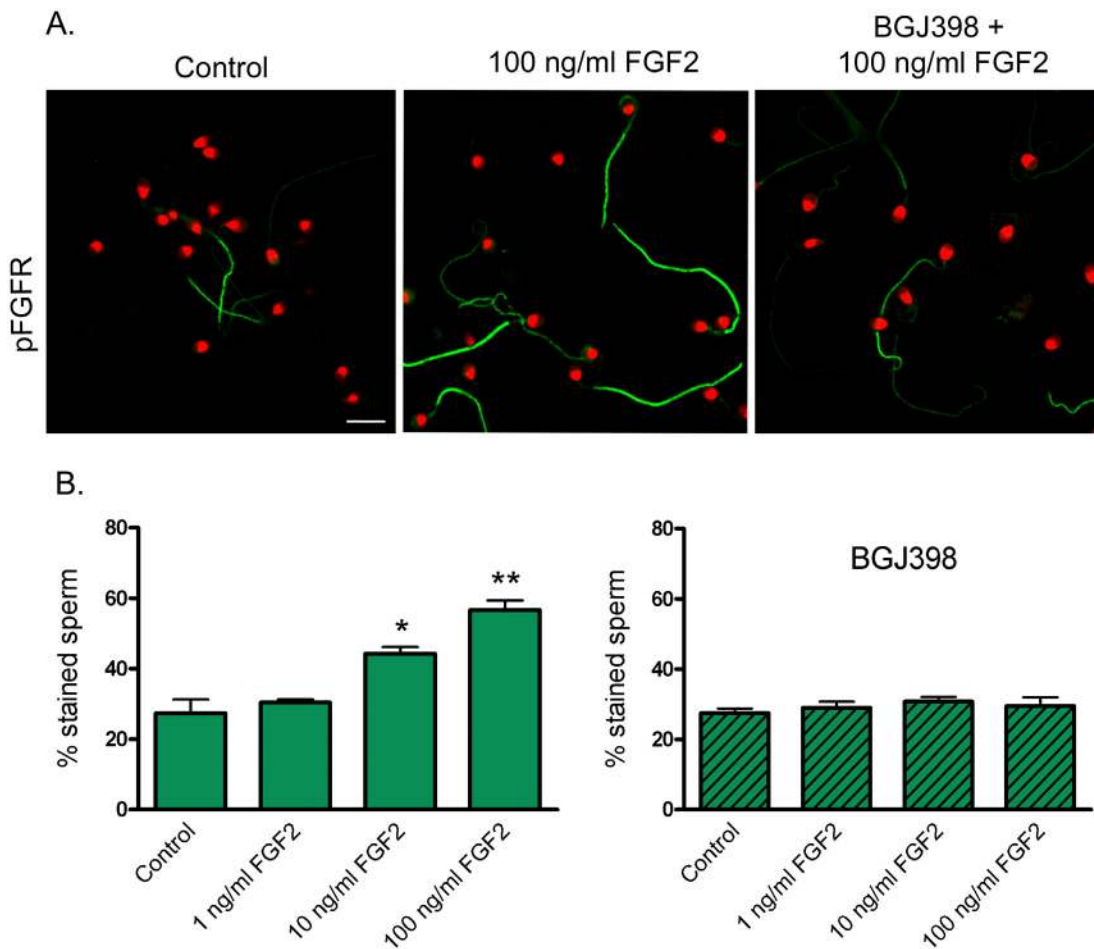 A.
Control
100 ng/ml FGF2
BGJ398 +
100 ng/ml FGF2
pFGFR
B.
% stained sperm
80
60
40
20
0
*
**
Control
1 ng/ml FGF2
10 ng/ml FGF2
100 ng/ml FGF2
BGJ398
% stained sperm
80
60
40
20
0
Control
1 ng/ml FGF2
10 ng/ml FGF2
100 ng/ml FGF2